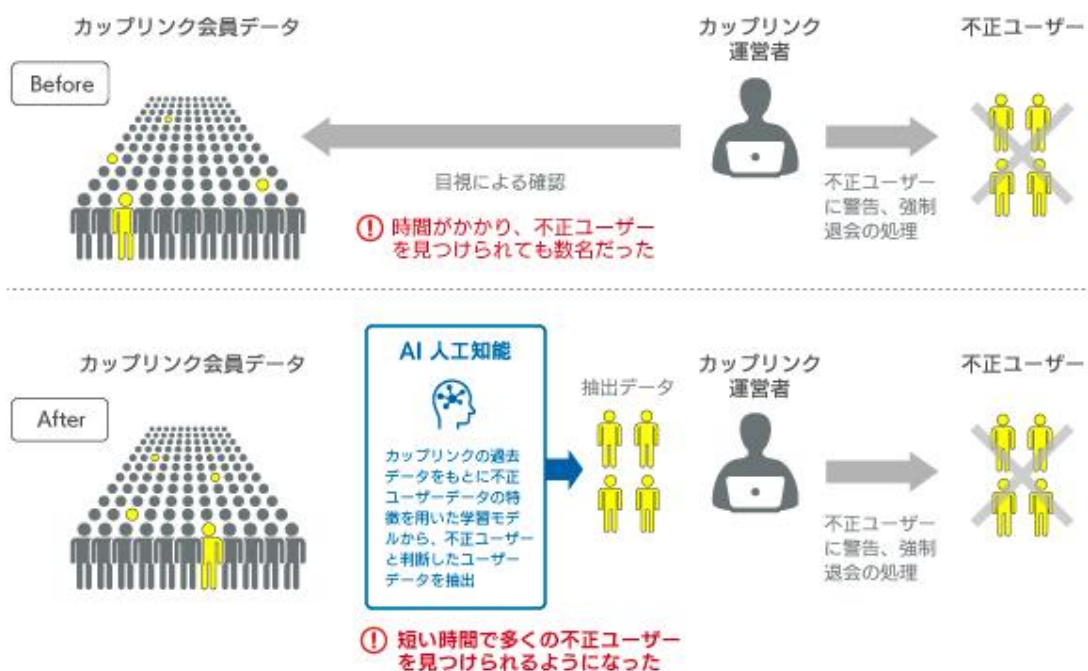 カップリンク会員データ
カップリンク
運営者
不正ユーザー
Before
目視による確認
不正ユーザー
に警告、強制
退会の処理
時間がかかり、不正ユーザー
を見つけられても数名だった
カップリンク会員データ
AI 人工知能
カップリンク
運営者
不正ユーザー
抽出データ
After
カップリンクの過去
データをもとに不正
ユーザーデータの特
徴を用いた学習モデ
ルから、不正ユーザー
と判断したユーザー
データを抽出
不正ユーザー
に警告、強制
退会の処理
短い時間で多くの不正ユーザー
を見つけられるようになった